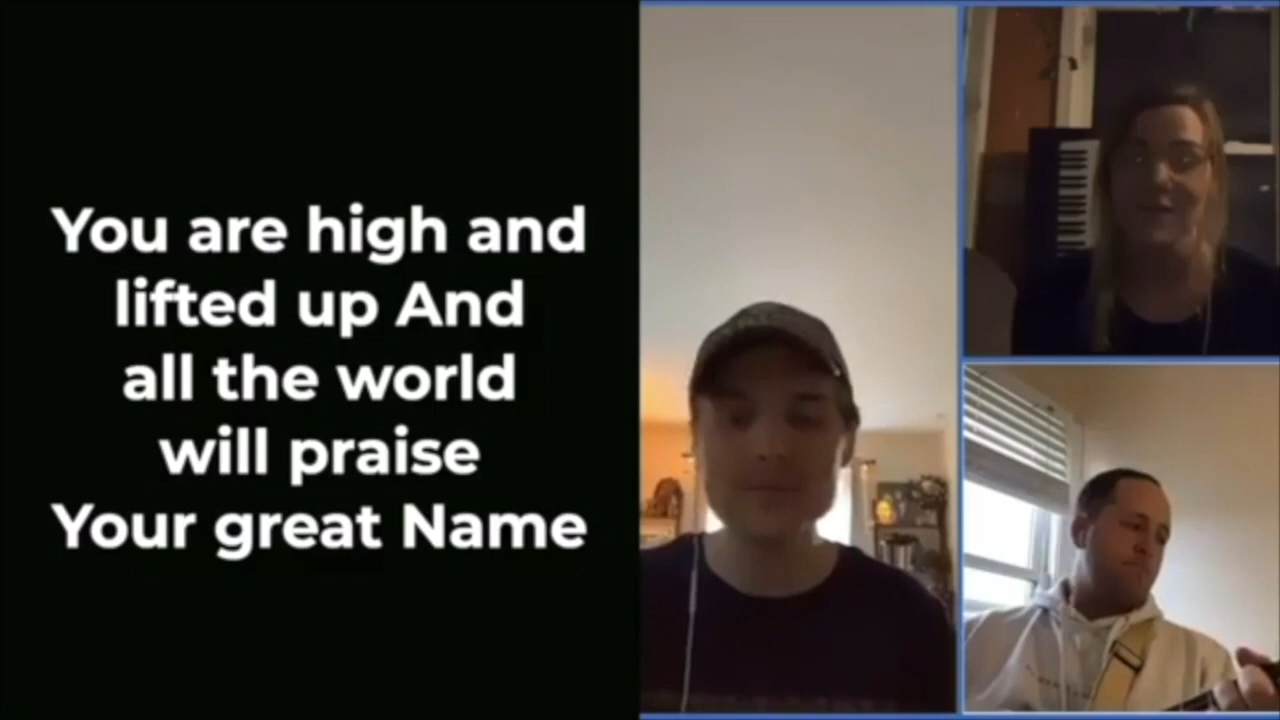 You are high and
lifted up And
all the world
will praise
Your great Name